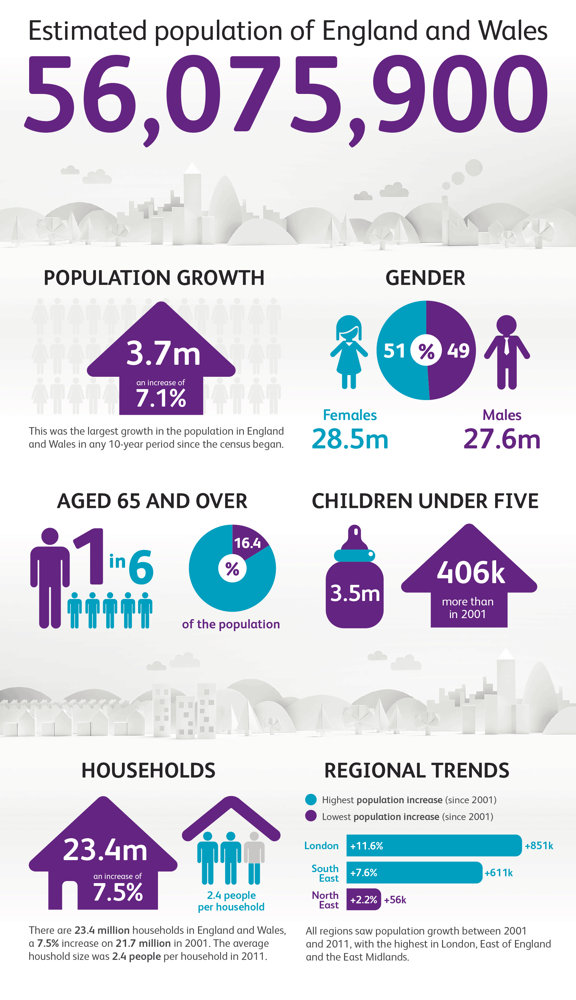 Estimated population of England and Wales
56,075,900
POPULATION GROWTH
3.7m
an increase of
7.1%
This was the largest growth in the population in England
and Wales in any 10-year period since the census began.
GENDER
51 % 49
Females
28.5m
Males
27.6m
AGED 65 AND OVER
1 in 6
16.4
%
of the population
CHILDREN UNDER FIVE
3.5m
406k
more than
in 2001
HOUSEHOLDS
23.4m
an increase of
7.5%
2.4 people
per household
There are 23.4 million households in England and Wales,
a 7.5% increase on 21.7 million in 2001. The average
houshold size was 2.4 people per household in 2011.
REGIONAL TRENDS
Highest population increase (since 2001)
Lowest population increase (since 2001)
London +11.6% +851k
South
East
+7.6% +611k
North
East
+2.2% +56k
All regions saw population growth between 2001
and 2011, with the highest in London, East of England
and the East Midlands.